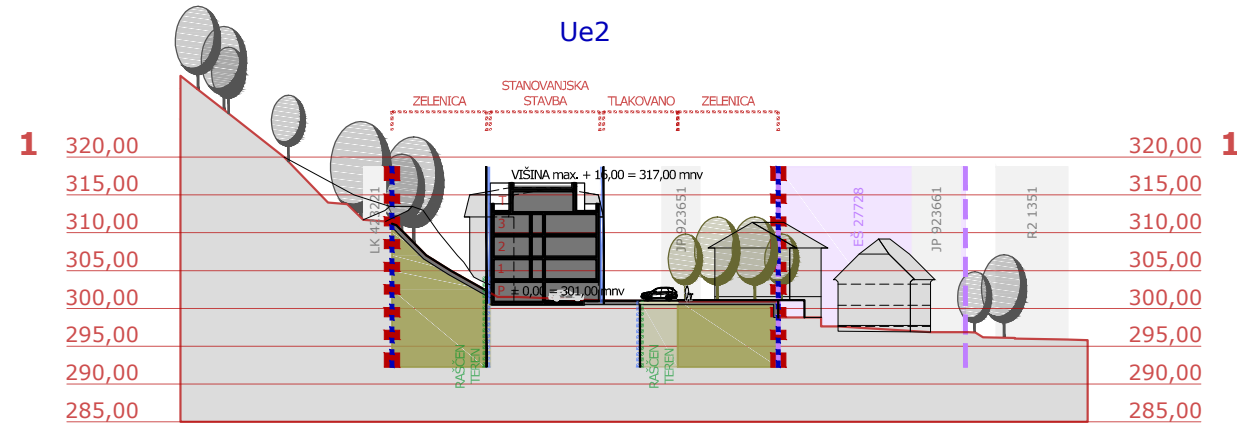 Ue2
STANOVANJSKA
ZELENICA STAVBA TLAKOVANO ZELENICA
1 320,00 320,00 1
VIŠINA max. + 16,00 = 317,00 mnv
315,00 315,00
310,00 310,00
305,00 305,00
300,00 300,00
295,00 295,00
290,00 290,00
285,00 285,00
T
3
2
1
P ± 0,00 = 301,00 mnv
JP 923651
EŠ 27728
JP 923661
R2 1351
RAŠČEN
TEREN
RAŠČEN
TEREN